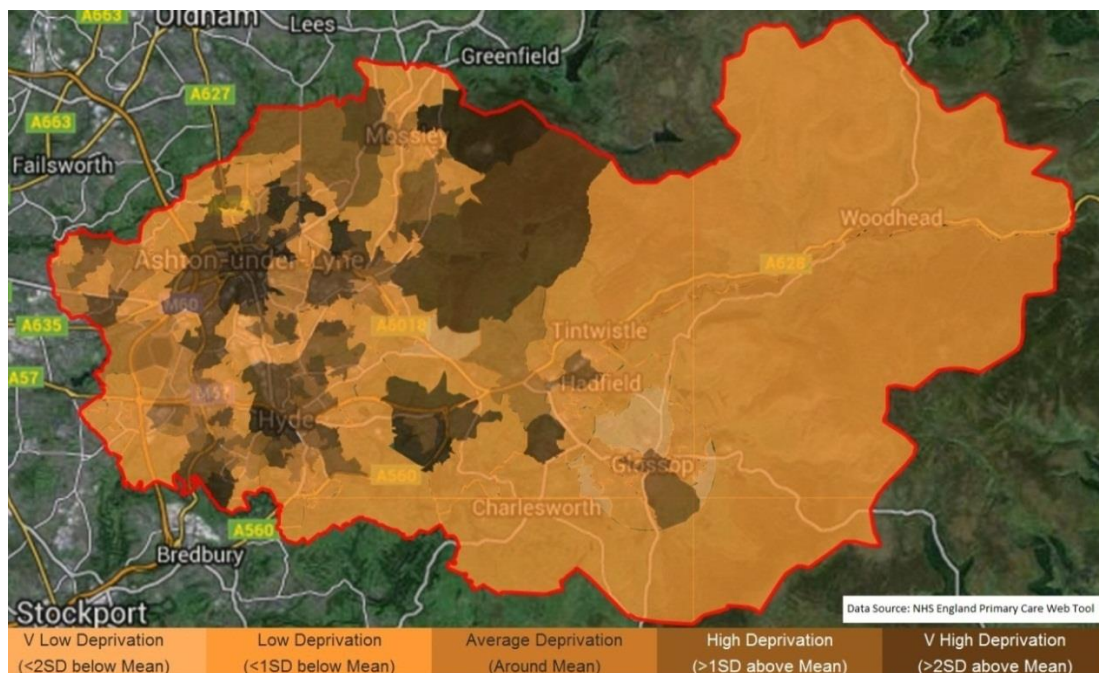 A663
Oldham
Lees
Greenfield
A627
A663
Mossley
Failsworth
Woodhead
Ashton-under-Lyne
A628
M60
A635
A6018
Tintwistle
A57
Hadfield
M67
Hyde
Glossop
A560
Charlesworth
A560
Bredbury
Stockport
Data Source: NHS England Primary Care Web Tool
V Low Deprivation
(<2SD below Mean)
Low Deprivation
(<1SD below Mean)
Average Deprivation
(Around Mean)
High Deprivation
(>1SD above Mean)
V High Deprivation
(>2SD above Mean)